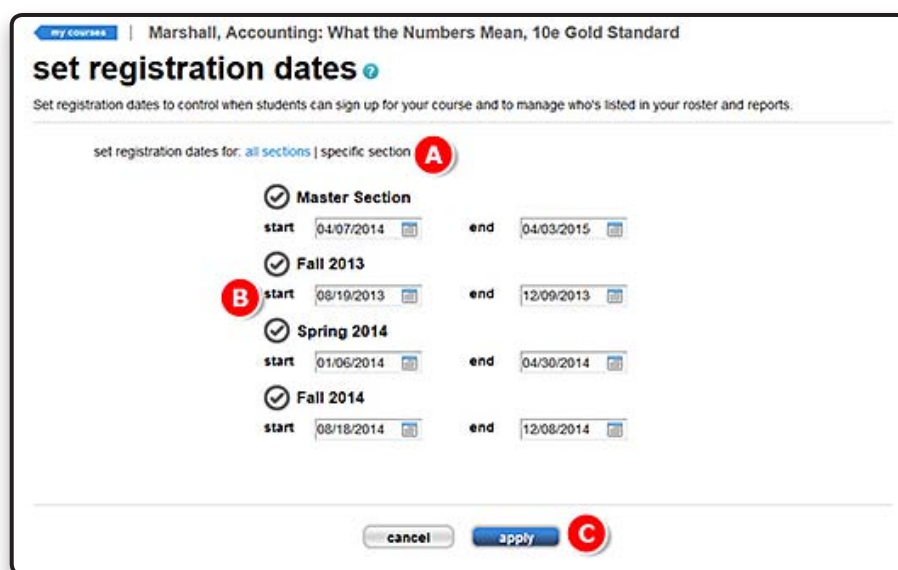 my courses | Marshall, Accounting: What the Numbers Mean, 10e Gold Standard
set registration dates ?
Set registration dates to control when students can sign up for your course and to manage who's listed in your roster and reports.
set registration dates for: all sections | specific section A
Master Section
start 04/07/2014 end 04/03/2015
Fall 2013
B start 08/19/2013 end 12/09/2013
Spring 2014
start 01/06/2014 end 04/30/2014
Fall 2014
start 08/18/2014 end 12/08/2014
cancel apply C